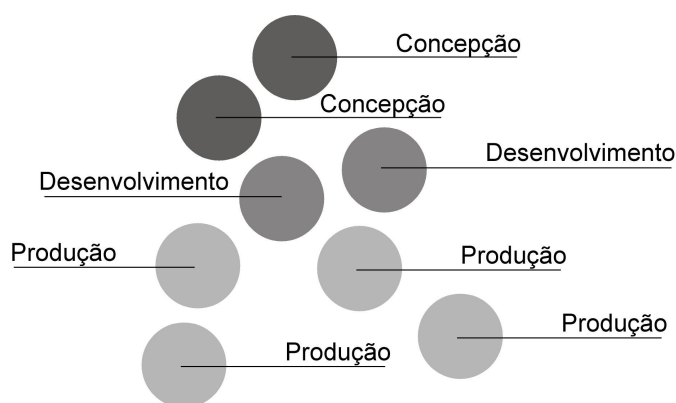 Concepção
Concepção
Desenvolvimento
Desenvolvimento
Produção
Produção
Produção
Produção